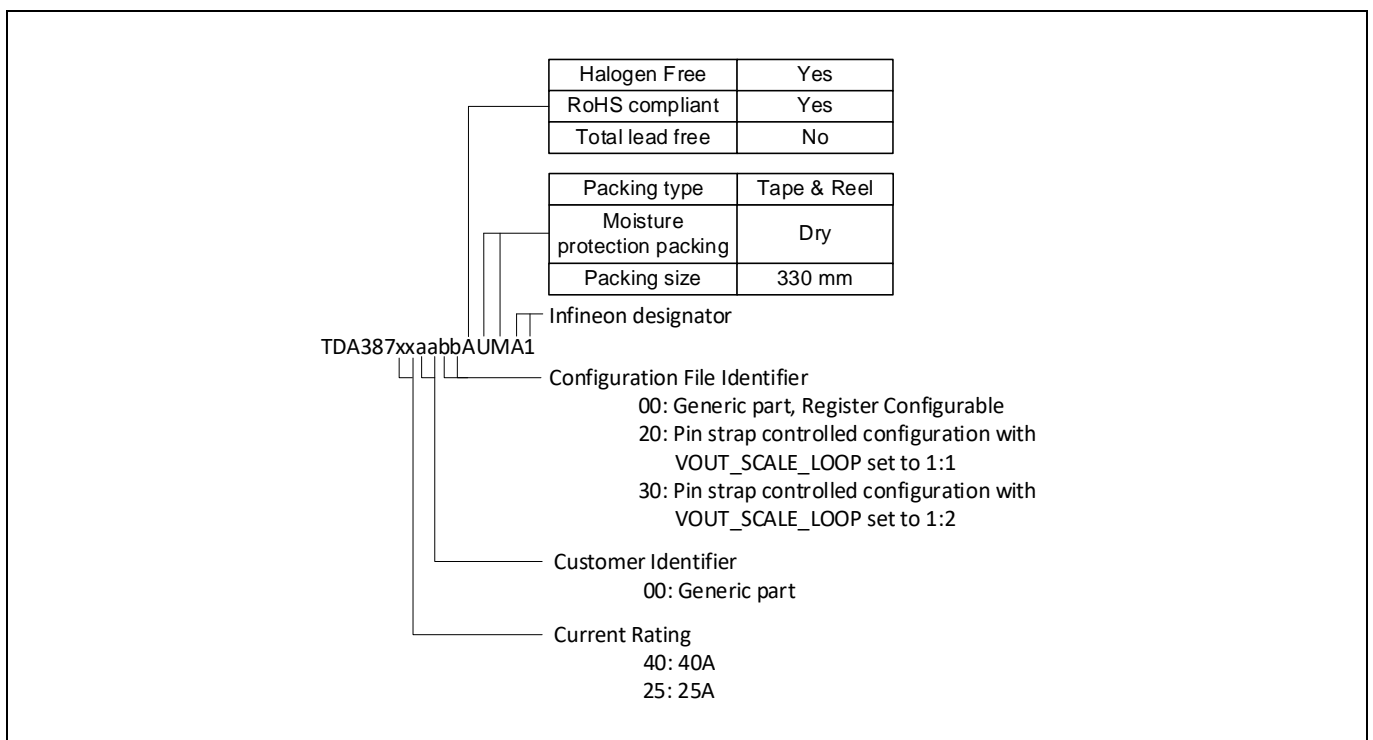 Halogen Free Yes
RoHS compliant Yes
Total lead free No
Packing type Tape & Reel
Moisture
protection packing Dry
Packing size 330 mm
Infineon designator
TDA387xxaabbAUMA1
Configuration File Identifier
00: Generic part, Register Configurable
20: Pin strap controlled configuration with
VOUT_SCALE_LOOP set to 1:1
30: Pin strap controlled configuration with
VOUT_SCALE_LOOP set to 1:2
Customer Identifier
00: Generic part
Current Rating
40: 40A
25: 25A